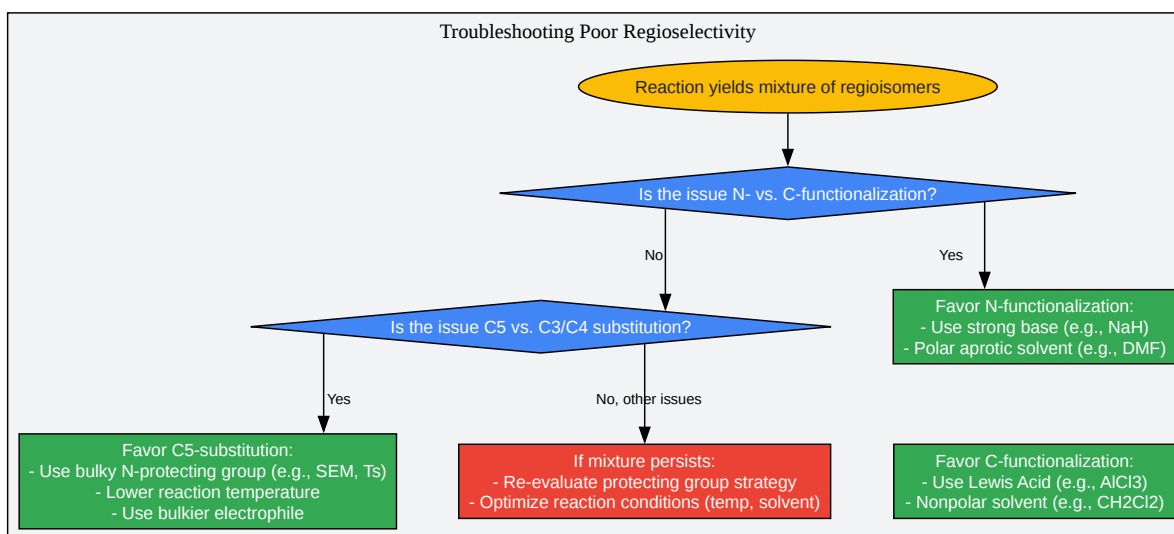 Troubleshooting Poor Regioselectivity
Reaction yields mixture of regioisomers
Is the issue N- vs. C-functionalization?
No
Yes
Favor N-functionalization:
- Use strong base (e.g., NaH)
- Polar aprotic solvent (e.g., DMF)
Is the issue C5 vs. C3/C4 substitution?
Yes
No, other issues
Favor C5-substitution:
- Use bulky N-protecting group (e.g., SEM, Ts)
- Lower reaction temperature
- Use bulkier electrophile
If mixture persists:
- Re-evaluate protecting group strategy
- Optimize reaction conditions (temp, solvent)
Favor C-functionalization:
- Use Lewis Acid (e.g., AlCl3)
- Nonpolar solvent (e.g., CH2Cl2)